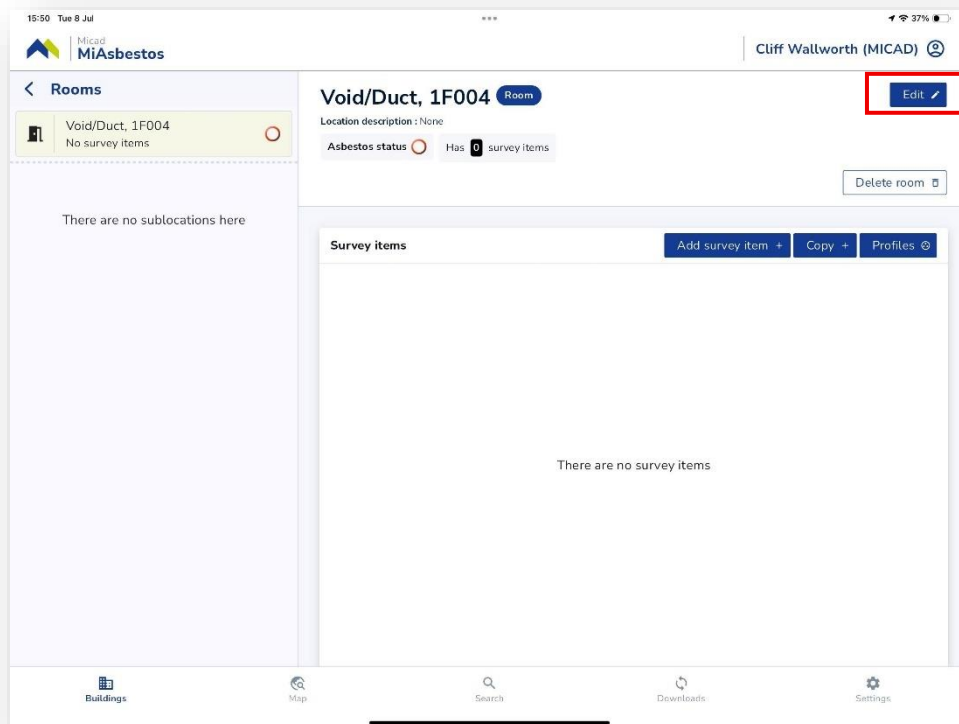 15:50 Tue 8 Jul
37%
Micad
MiAsbestos
Cliff Wallworth (MICAD)
Rooms
Void/Duct, 1F004
No survey items
There are no sublocations here
Void/Duct, 1F004 Room
Edit
Location description : None
Asbestos status Has 0 survey items
Delete room
Survey items
Add survey item +
Copy +
Profiles
There are no survey items
Buildings
Map
Search
Downloads
Settings